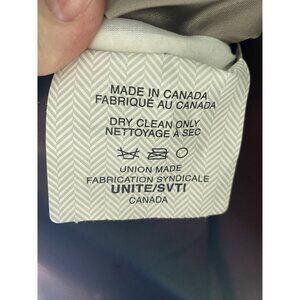 MADE IN CANADA
FABRIQUÉ AU CANADA
DRY CLEAN ONLY
NETTOYAGE À SEC
UNION MADE
FABRICATION SYNDICALE
UNITE/SVTI
CANADA